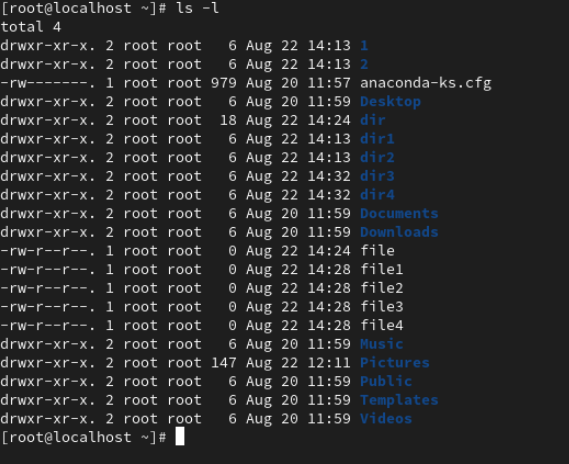 [root@localhost ~]# ls -l
total 4
drwxr-xr-x. 2 root root   6 Aug 22 14:13 1
drwxr-xr-x. 2 root root   6 Aug 22 14:13 2
-rw-------. 1 root root 979 Aug 20 11:57 anaconda-ks.cfg
drwxr-xr-x. 2 root root   6 Aug 20 11:59 Desktop
drwxr-xr-x. 2 root root  18 Aug 22 14:24 dir
drwxr-xr-x. 2 root root   6 Aug 22 14:13 dir1
drwxr-xr-x. 2 root root   6 Aug 22 14:13 dir2
drwxr-xr-x. 2 root root   6 Aug 22 14:32 dir3
drwxr-xr-x. 2 root root   6 Aug 22 14:32 dir4
drwxr-xr-x. 2 root root   6 Aug 20 11:59 Documents
drwxr-xr-x. 2 root root   6 Aug 20 11:59 Downloads
-rw-r--r--. 1 root root   0 Aug 22 14:24 file
-rw-r--r--. 1 root root   0 Aug 22 14:28 file1
-rw-r--r--. 1 root root   0 Aug 22 14:28 file2
-rw-r--r--. 1 root root   0 Aug 22 14:28 file3
-rw-r--r--. 1 root root   0 Aug 22 14:28 file4
drwxr-xr-x. 2 root root   6 Aug 20 11:59 Music
drwxr-xr-x. 2 root root 147 Aug 22 12:11 Pictures
drwxr-xr-x. 2 root root   6 Aug 20 11:59 Public
drwxr-xr-x. 2 root root   6 Aug 20 11:59 Templates
drwxr-xr-x. 2 root root   6 Aug 20 11:59 Videos
[root@localhost ~]#